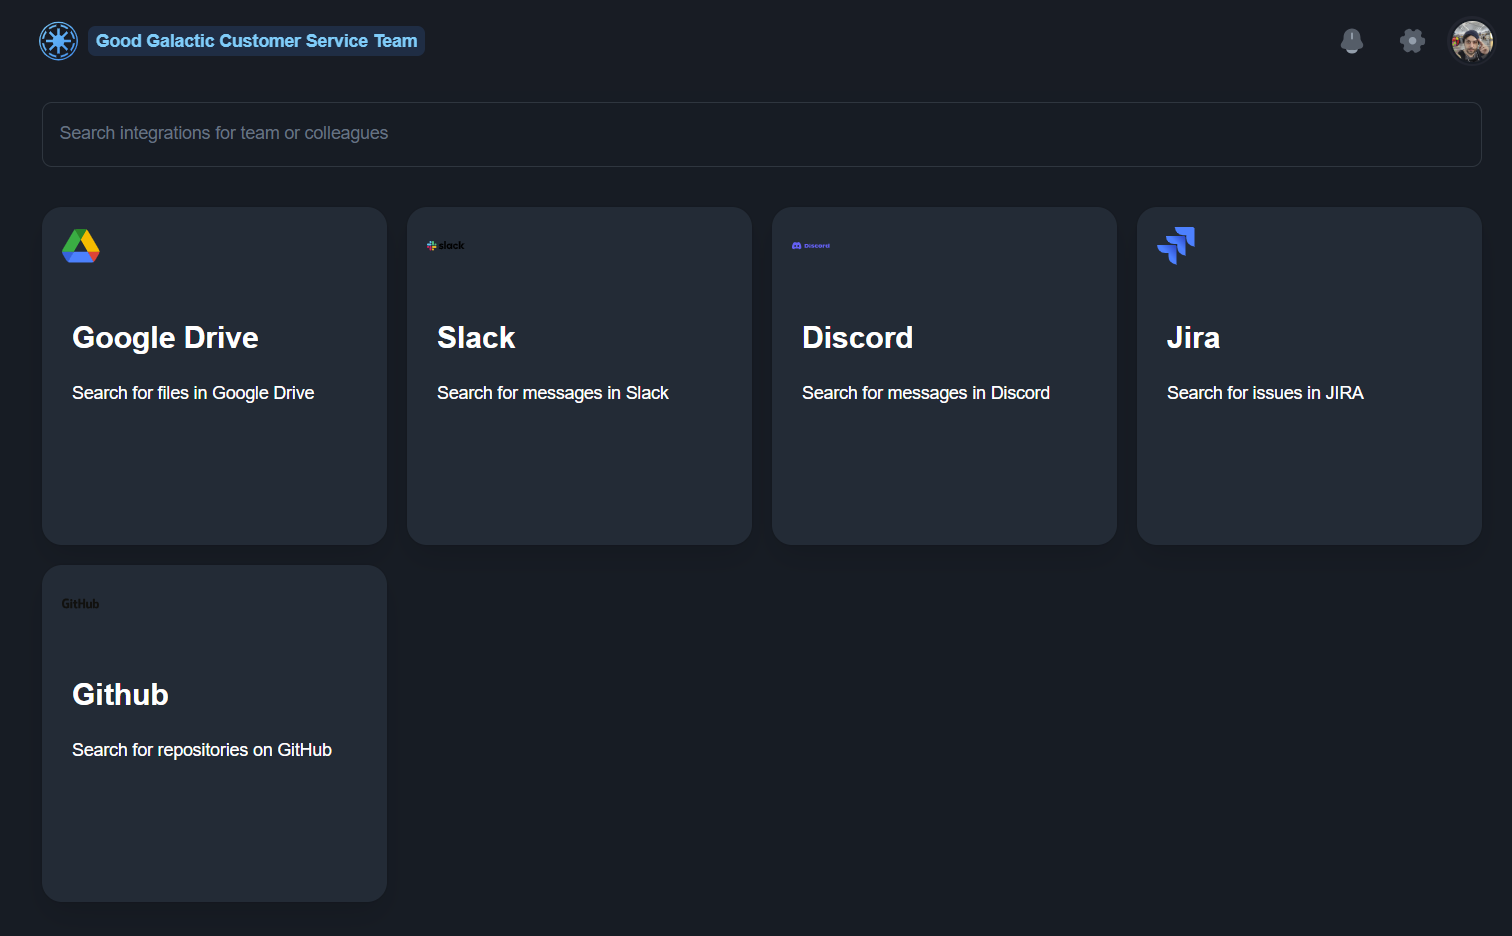 Good Galactic Customer Service Team
Search integrations for team or colleagues
Google Drive
Search for files in Google Drive
slack
Slack
Search for messages in Slack
Discord
Discord
Search for messages in Discord
Jira
Search for issues in JIRA
GitHub
Github
Search for repositories on GitHub